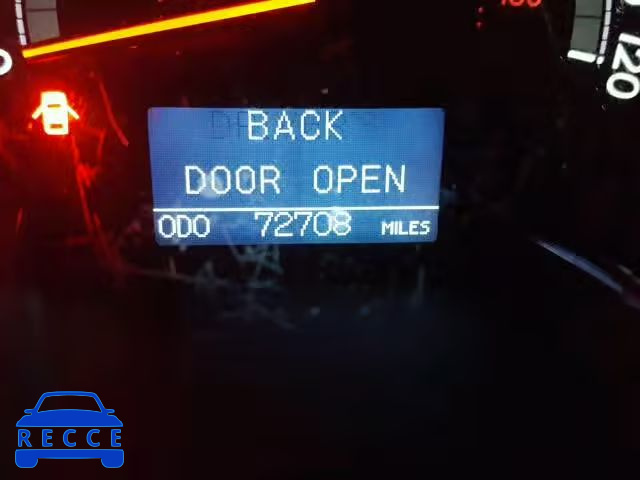 BACK
DOOR OPEN
ODO 72708 MILES
120
RECCE